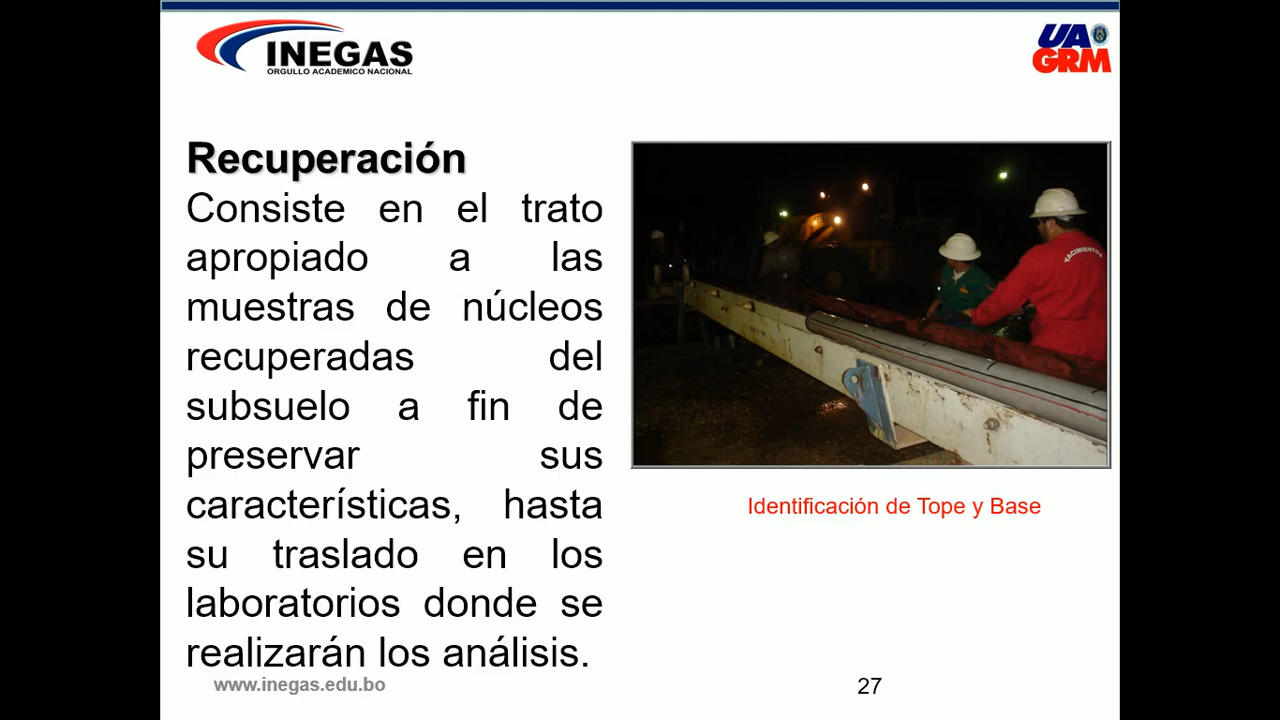 INEGAS
ORGULLO ACADEMICO NACIONAL
UA
GRM
Recuperación
Consiste en el trato
apropiado a las
muestras de núcleos
recuperadas del
subsuelo a fin de
preservar sus
características, hasta
su traslado en los
laboratorios donde se
realizarán los análisis.
YACIMIENTOS
Identificación de Tope y Base
www.inegas.edu.bo
27